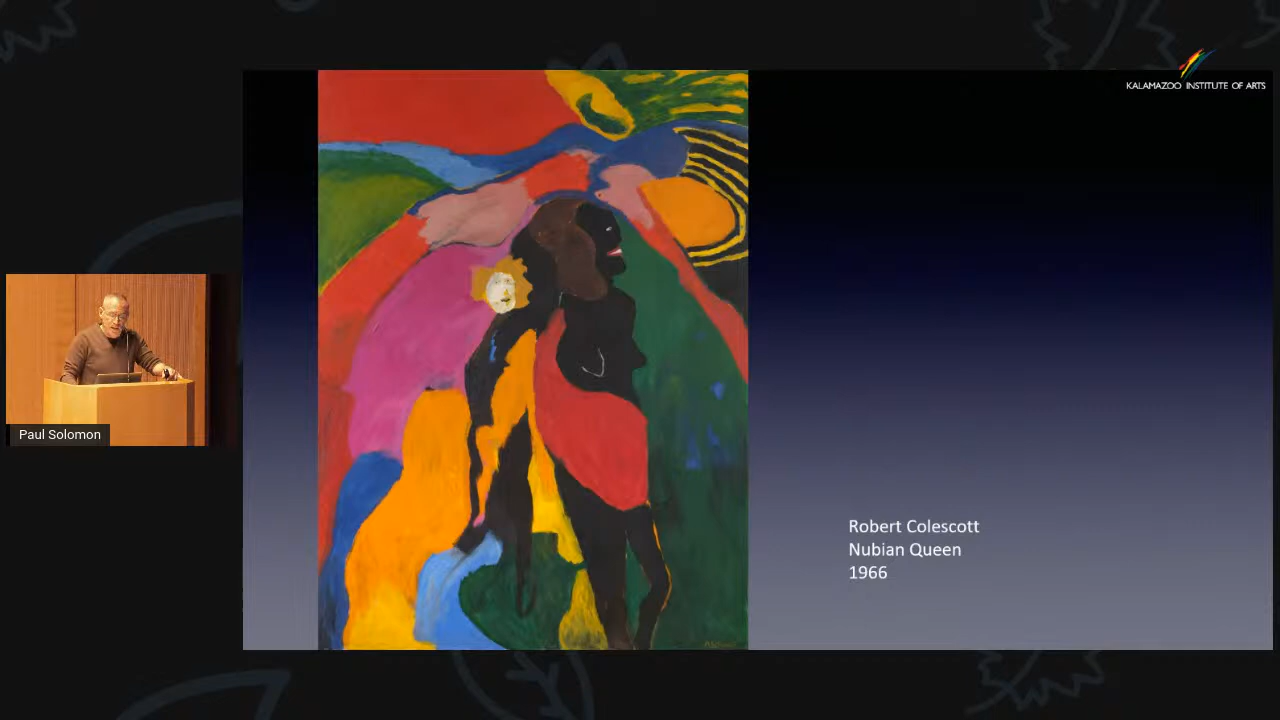 KALAMAZOO INSTITUTE OF ARTS
Paul Solomon
Robert Colescott
Nubian Queen
1966